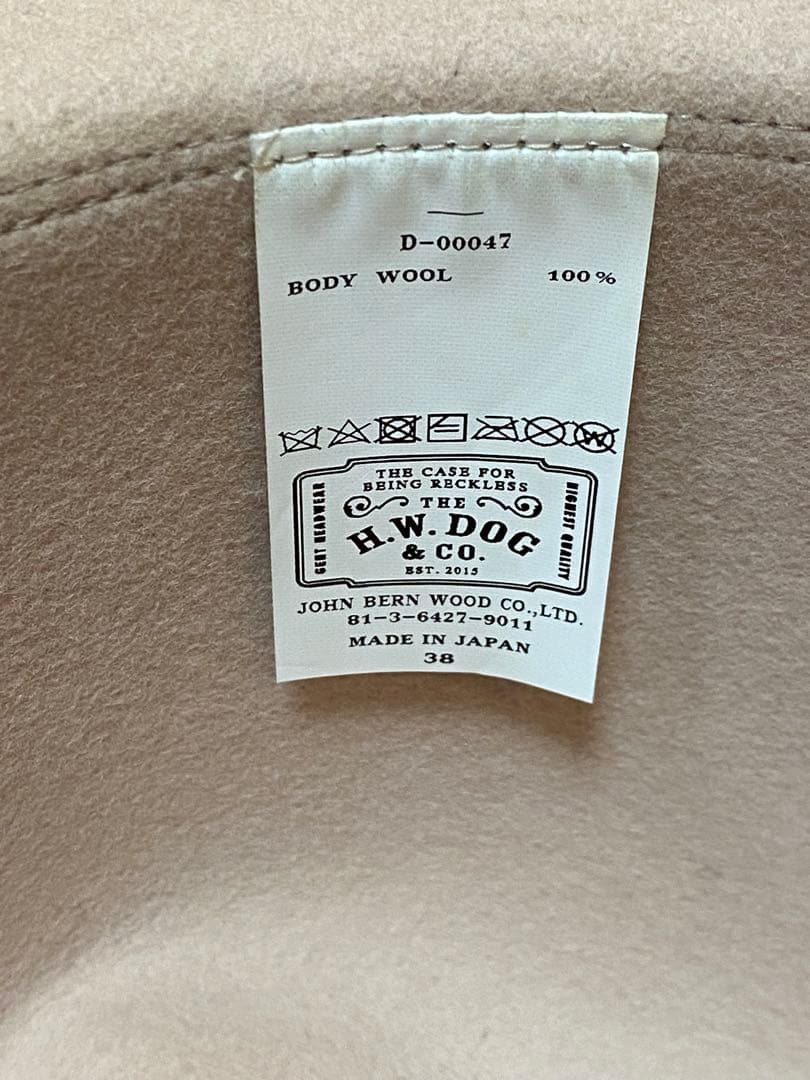 D-00047
BODY WOOL 100%
THE CASE FOR
BEING RECKLESS
THE
GENT HEADWEAR
H.W. DOG
HIGHEST QUALITY
& CO.
EST. 2015
JOHN BERN WOOD CO.,LTD.
81-3-6427-9011
MADE IN JAPAN
38